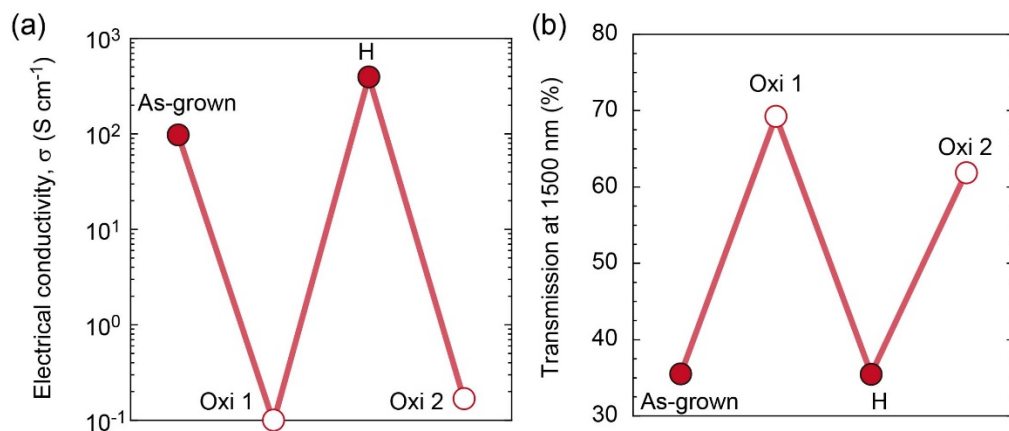 (a)
Electrical conductivity, σ (S cm⁻¹)
10³
10²
10¹
10⁰
10⁻¹
As-grown
H
Oxi 1
Oxi 2
(b)
Transmission at 1500 nm (%)
80
70
60
50
40
30
Oxi 1
Oxi 2
As-grown
H